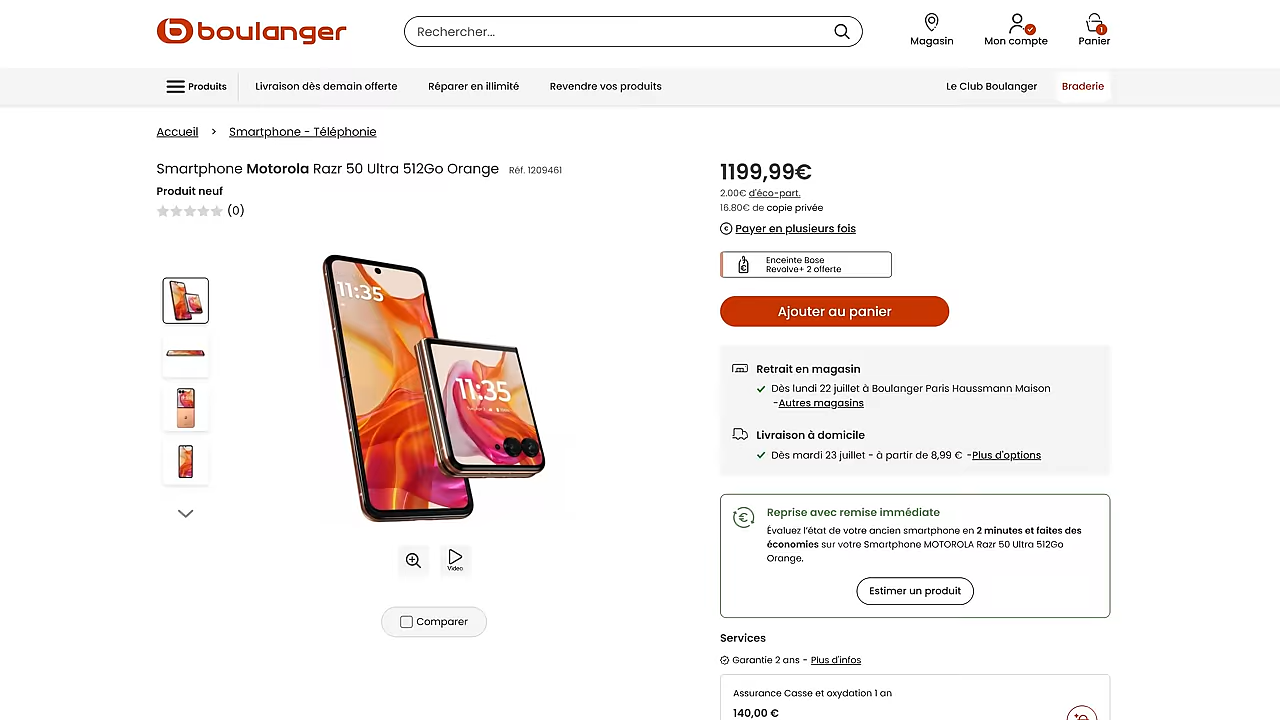 boulanger
Rechercher...
Magasin
Mon compte
1
Panier
Produits
Livraison dès demain offerte
Réparer en illimité
Revendre vos produits
Le Club Boulanger
Braderie
Accueil > Smartphone - Téléphonie
Smartphone Motorola Razr 50 Ultra 512Go Orange Réf. 1209461
Produit neuf
(0)
11:35
11:35
Video
Comparer
1199,99€
2.00€ d'éco-part.
16.80€ de copie privée
Payer en plusieurs fois
Enceinte Bose
Revolve+ 2 offerte
Ajouter au panier
Retrait en magasin
Dès lundi 22 juillet à Boulanger Paris Haussmann Maison
-Autres magasins
Livraison à domicile
Dès mardi 23 juillet - à partir de 8,99 € -Plus d'options
Reprise avec remise immédiate
Évaluez l'état de votre ancien smartphone en 2 minutes et faites des
économies sur votre Smartphone MOTOROLA Razr 50 Ultra 512Go
Orange.
Estimer un produit
Services
Garantie 2 ans - Plus d'infos
Assurance Casse et oxydation 1 an
140,00 €